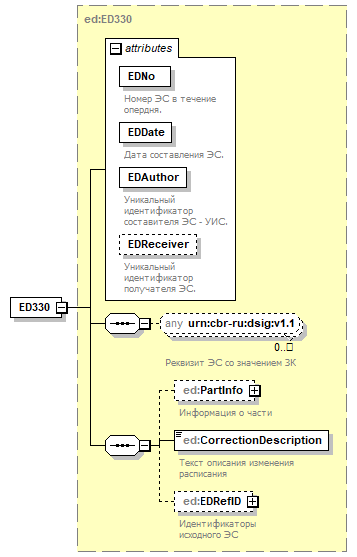 ed:ED330
attributes
EDNo
Номер ЭС в течение
опердня.
EDDate
Дата составления ЭС.
EDAuthor
Уникальный
идентификатор
составителя ЭС - УИС.
EDReceiver
Уникальный
идентификатор
получателя ЭС.
ED330
any urn:cbr-ru:dsig:v1.1
0..□
Реквизит ЭС со значением ЗК
ed:PartInfo
Информация о части
ed:CorrectionDescription
Текст описания изменения
расписания
ed:EDRefID
Идентификаторы
исходного ЭС